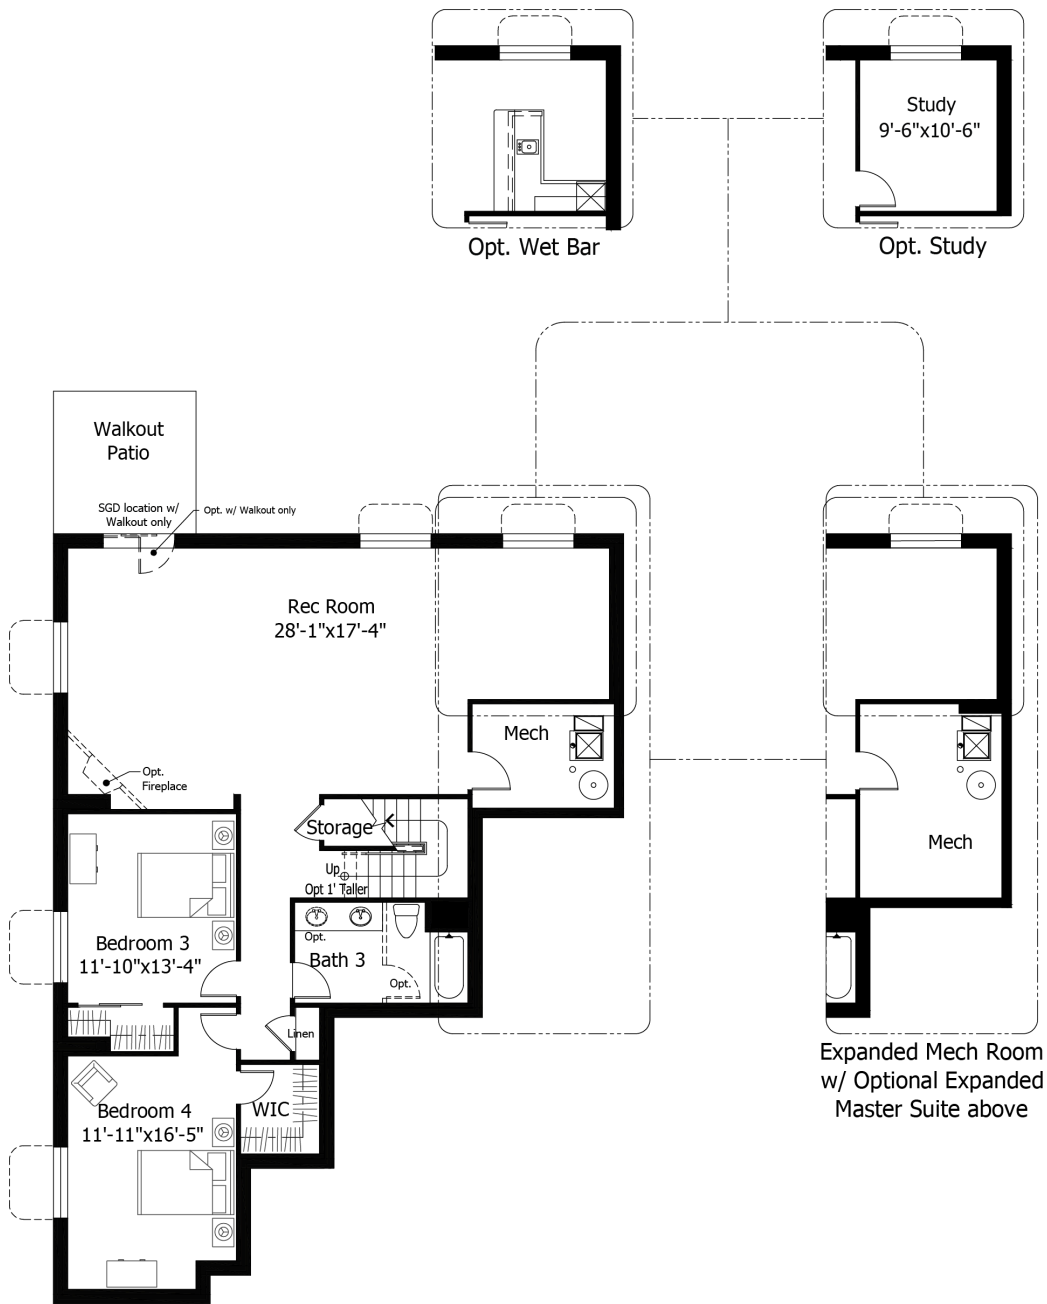 Study
9'-6"x10'-6"
Opt. Wet Bar
Opt. Study
Walkout
Patio
SGD location w/
Walkout only
Opt. w/ Walkout only
Rec Room
28'-1"x17'-4"
Mech
Opt.
Fireplace
Storage
Up
Opt 1' Taller
Mech
Bedroom 3
11'-10"x13'-4"
Opt.
Bath 3
Opt.
Linen
Expanded Mech Room
w/ Optional Expanded
Master Suite above
WIC
Bedroom 4
11'-11"x16'-5"